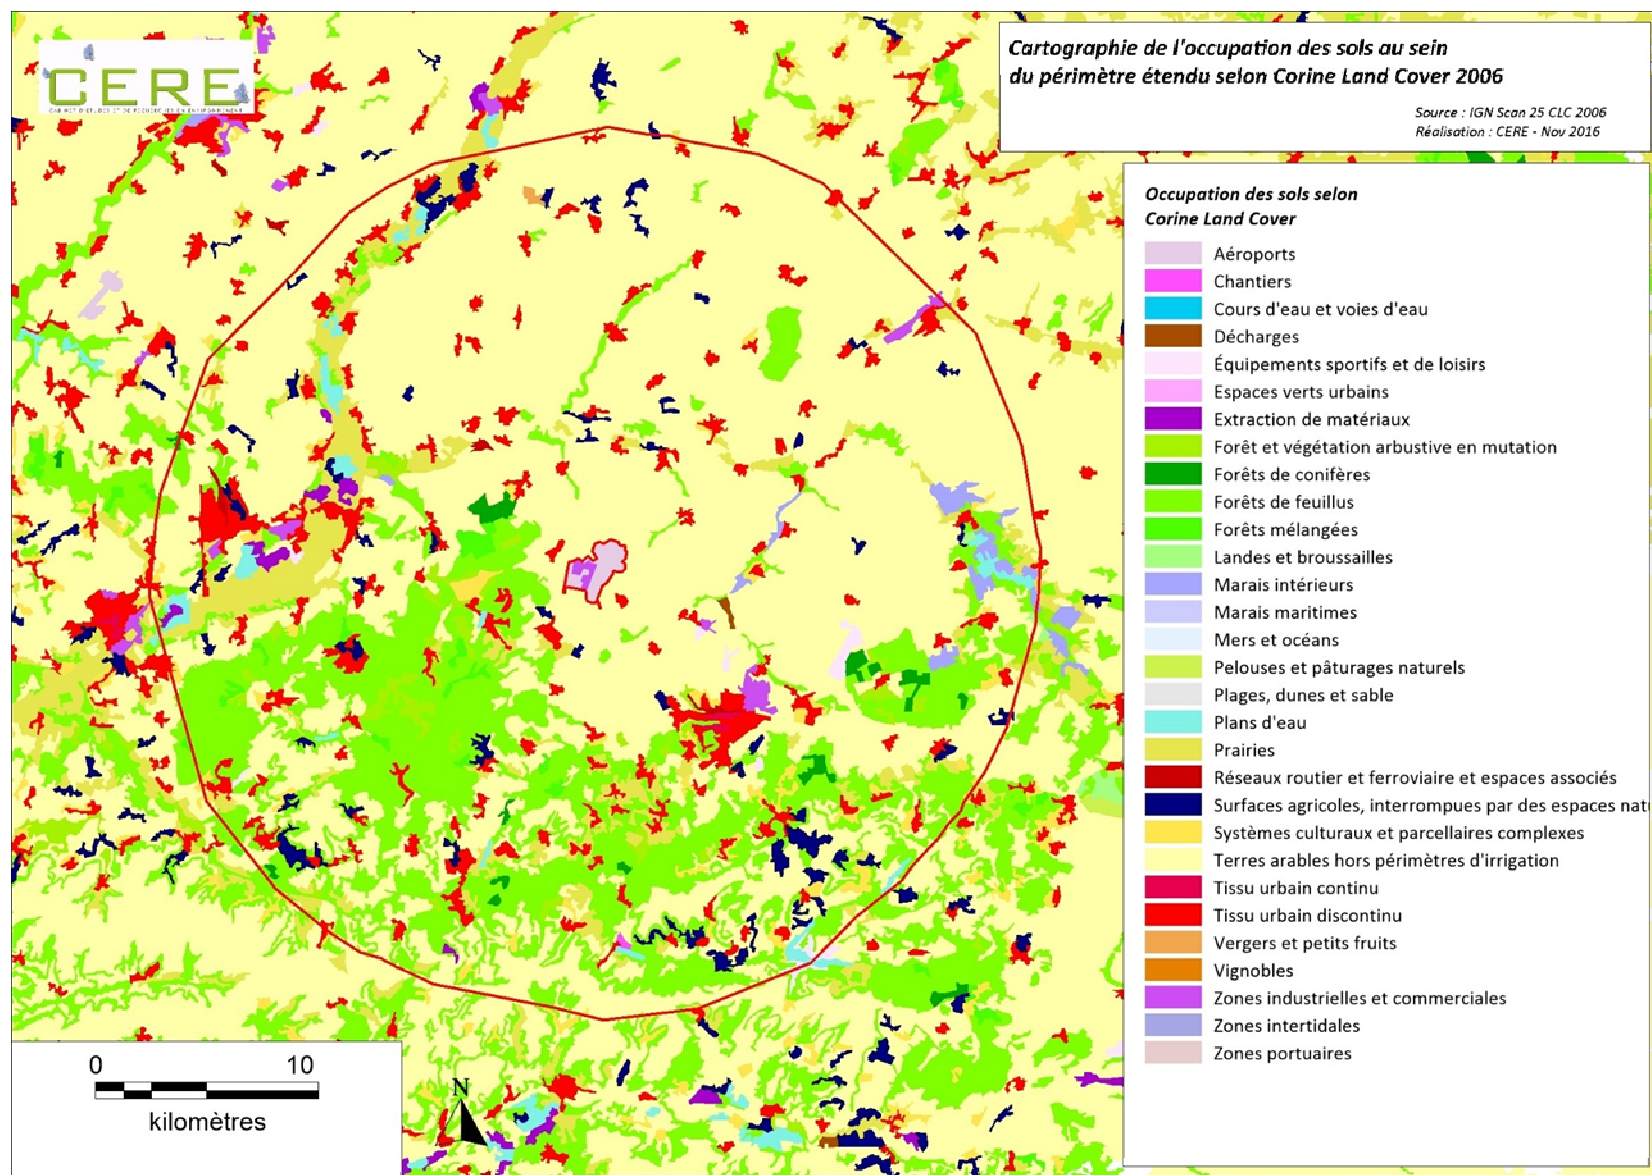 CERE
Cartographie de l'occupation des sols au sein
du périmètre étendu selon Corine Land Cover 2006
Source : IGN Scan 25 CLC 2006
Réalisation : CERE - Nov 2016
Occupation des sols selon
Corine Land Cover
Aéroports
Chantiers
Cours d'eau et voies d'eau
Décharges
Équipements sportifs et de loisirs
Espaces verts urbains
Extraction de matériaux
Forêt et végétation arbustive en mutation
Forêts de conifères
Forêts de feuillus
Forêts mélangées
Landes et broussailles
Marais intérieurs
Marais maritimes
Mers et océans
Pelouses et pâturages naturels
Plages, dunes et sable
Plans d'eau
Prairies
Réseaux routier et ferroviaire et espaces associés
Surfaces agricoles, interrompues par des espaces nat
Systèmes culturaux et parcellaires complexes
Terres arables hors périmètres d'irrigation
Tissu urbain continu
Tissu urbain discontinu
Vergers et petits fruits
Vignobles
Zones industrielles et commerciales
Zones intertidales
Zones portuaires
0 10
kilomètres
N